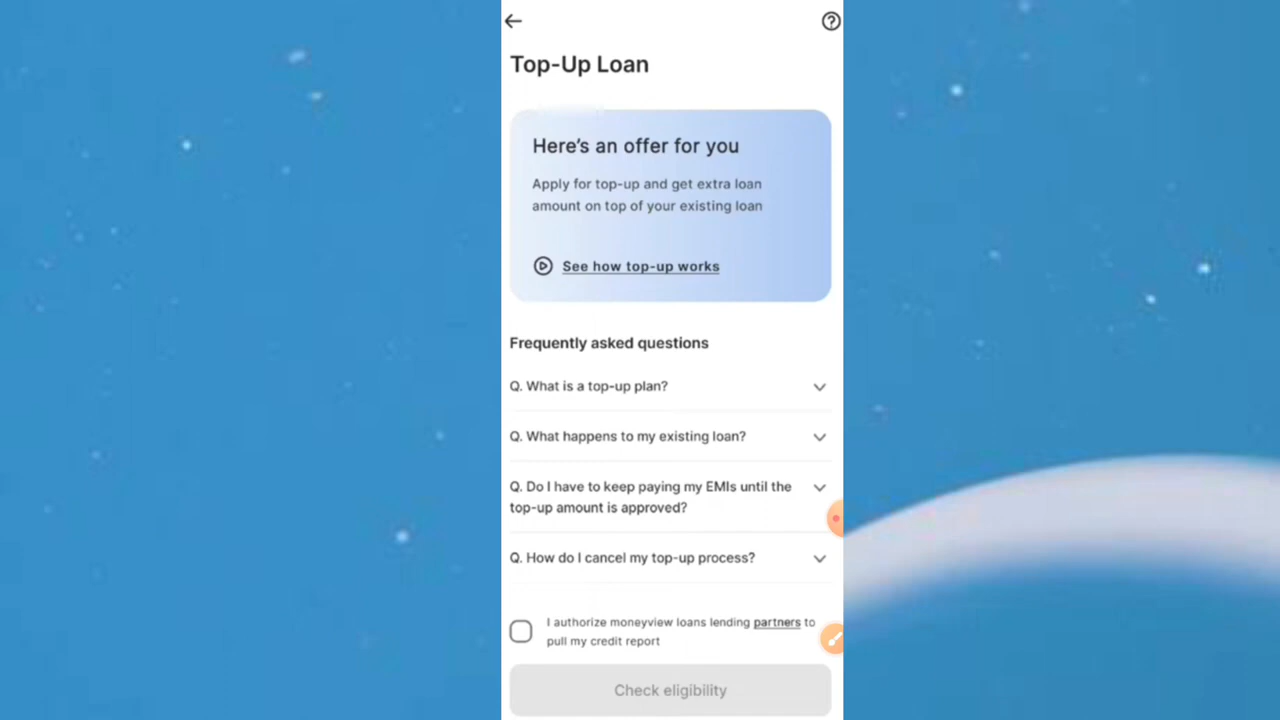 Top-Up Loan
Here’s an offer for you
Apply for top-up and get extra loan
amount on top of your existing loan
See how top-up works
Frequently asked questions
Q. What is a top-up plan?
Q. What happens to my existing loan?
Q. Do I have to keep paying my EMIs until the
top-up amount is approved?
Q. How do I cancel my top-up process?
I authorize moneyview loans lending partners to
pull my credit report
Check eligibility